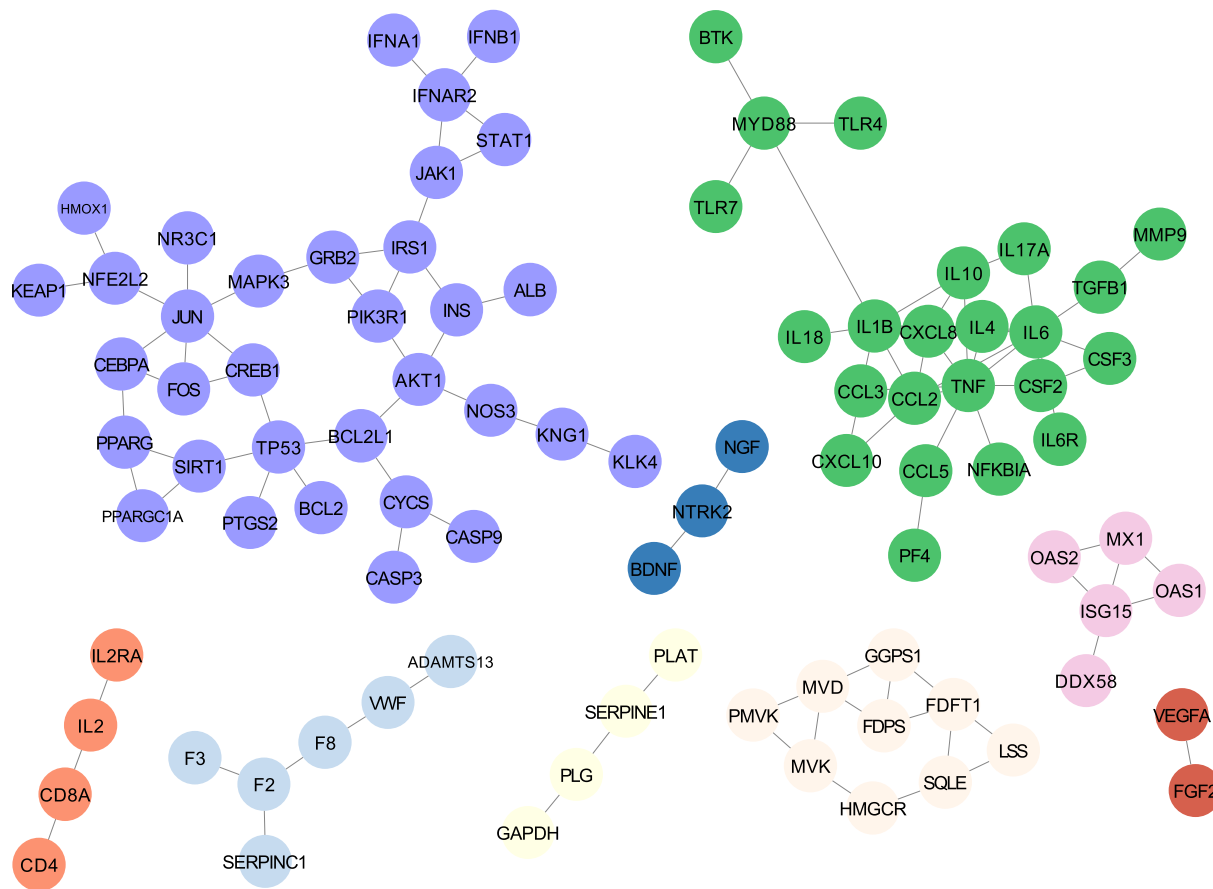 IFNA1
IFNB1
BTK
IFNAR2
MYD88
TLR4
STAT1
JAK1
HMOX1
TLR7
NR3C1
IL17A
MMP9
GRB2
IRS1
KEAP1
NFE2L2
MAPK3
IL10
TGFB1
ALB
JUN
PIK3R1
INS
IL18
IL1B
CXCL8
IL4
IL6
CEBPA
FOS
CREB1
AKT1
CCL3
CCL2
TNF
CSF2
CSF3
PPARG
SIRT1
TP53
BCL2L1
NOS3
KNG1
KLK4
NGF
CXCL10
CCL5
NFKBIA
IL6R
PPARGC1A
PTGS2
BCL2
CYCS
CASP9
NTRK2
CASP3
BDNF
PF4
OAS2
MX1
OAS1
ISG15
DDX58
IL2RA
ADAMTS13
PLAT
GGPS1
IL2
VWF
SERPINE1
PMVK
MVD
FDPS
FDFT1
VEGFA
F3
F8
F2
PLG
MVK
LSS
SQLE
CD8A
HMGCR
FGF2
GAPDH
CD4
SERPINC1